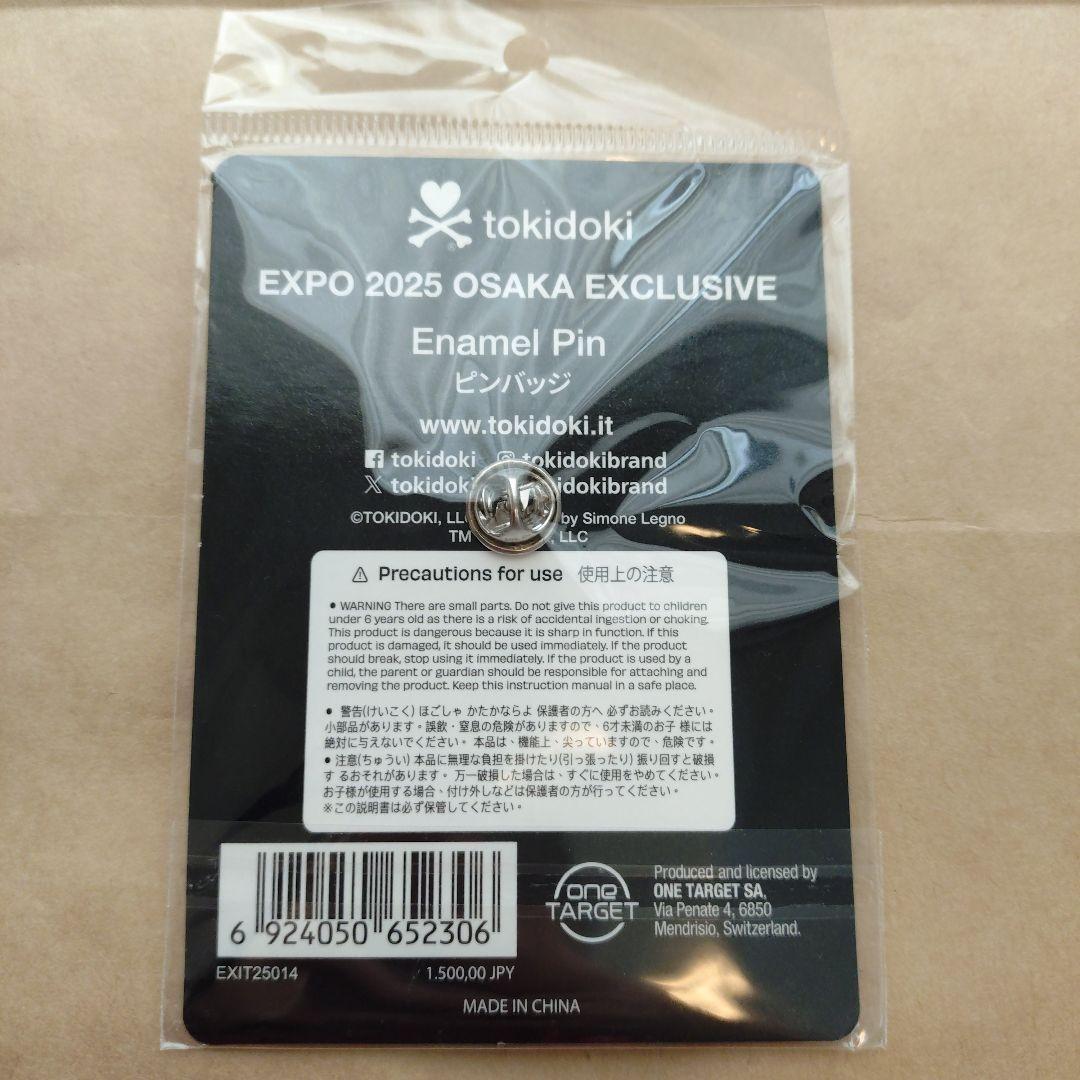 tokidoki
EXPO 2025 OSAKA EXCLUSIVE
Enamel Pin
ピンバッジ
www.tokidoki.it
tokidoki tokidokibrand
tokidoki
©TOKIDOKI, by Simone Legno
TM LLC
⚠ Precautions for use 使用上の注意
• WARNING There are small parts. Do not give this product to children
under 6 years old as there is a risk of accidental ingestion or choking.
This product is dangerous because it is sharp in function. If this
product is damaged, it should be used immediately. If the product
should break, stop using it immediately. If the product is used by a
child, the parent or guardian should be responsible for attaching and
removing the product. Keep this instruction manual in a safe place.
• 警告(けいこく) ほごしゃ かたかならよ 保護者の方へ 必ずお読みください。
小部品があります。誤飲・窒息の危険がありますので、6才未満のお子 様には
絶対に与えないでください。 本品は、機能上、尖っていますので、危険です。
• 注意(ちゅうい) 本品に無理な負担を掛けたり(引っ張ったり) 振り回すと破損
す るおそれがあります。 万一破損した場合は、すぐに使用をやめてください。
お子様が使用する場合、付け外しなどは保護者の方が行ってください。
※この説明書は必ず保管してください。
6 924050 652306
EXIT25014 1.500,00 JPY
one
TARGET
Produced and licensed by
ONE TARGET SA,
Via Penate 4, 6850
Mendrisio, Switzerland.
MADE IN CHINA